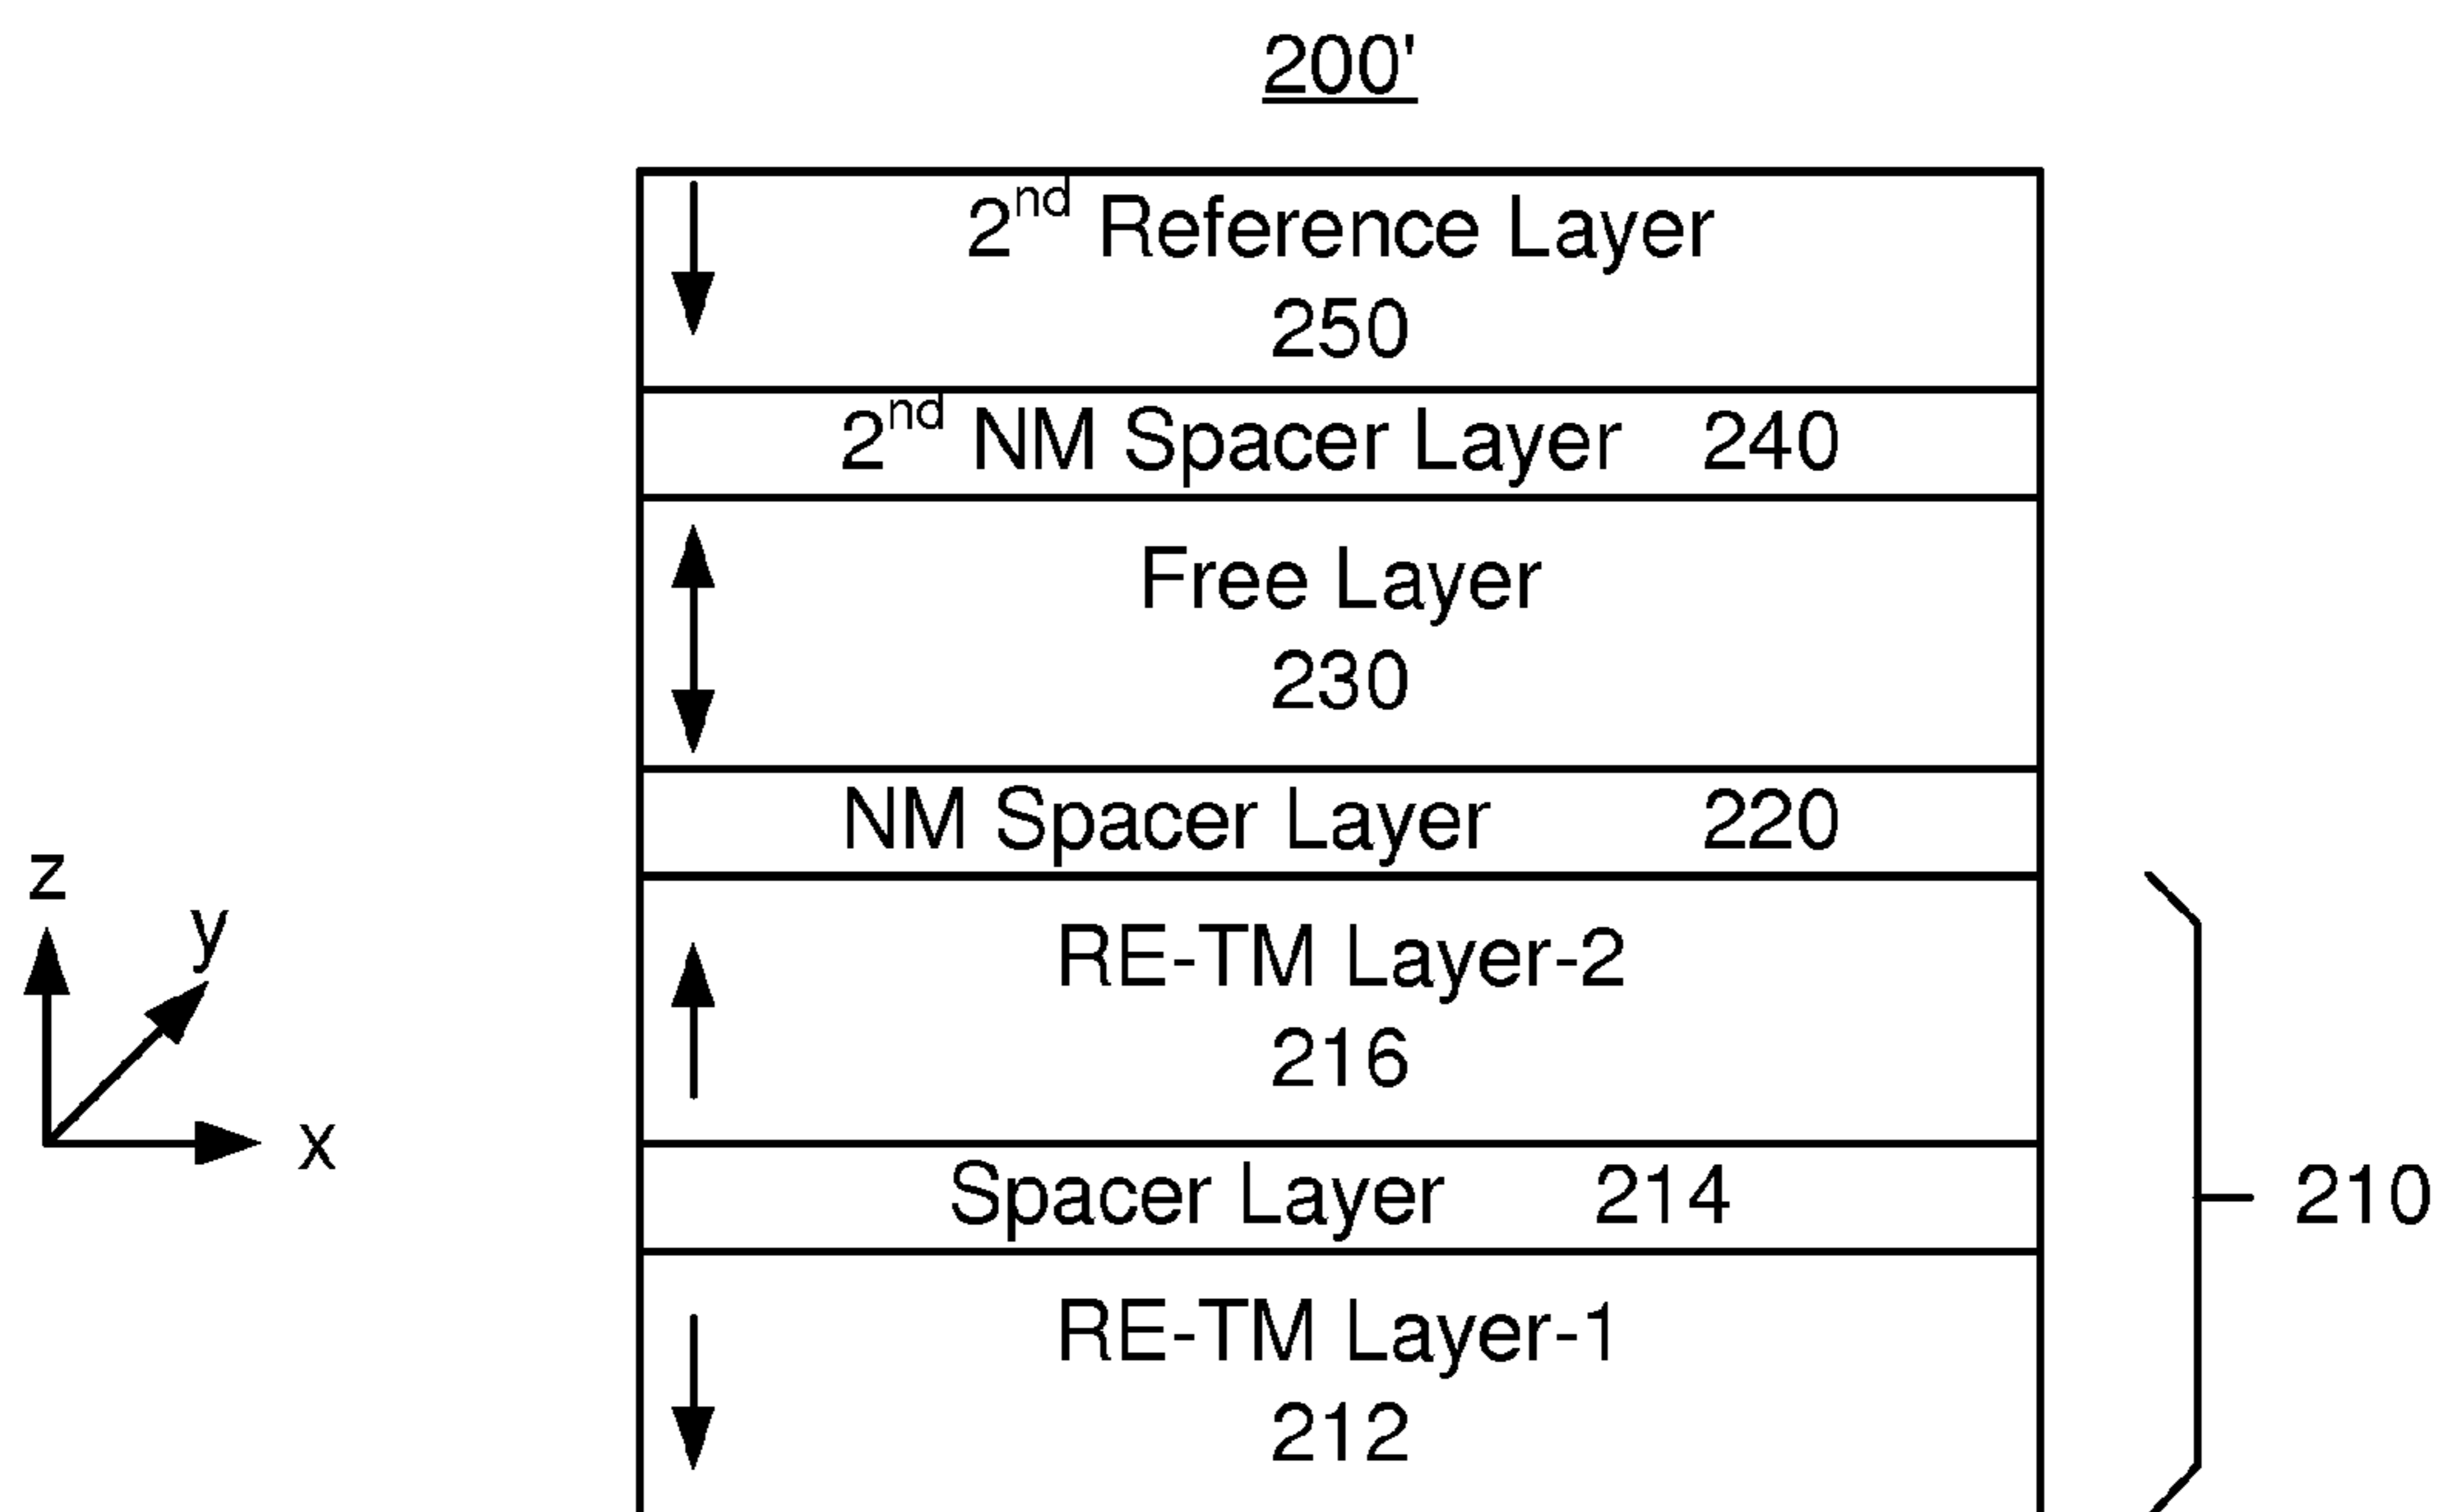 200'
2nd Reference Layer
250
2nd NM Spacer Layer 240
Free Layer
230
NM Spacer Layer 220
z
y
x
RE-TM Layer-2
216
Spacer Layer 214
210
RE-TM Layer-1
212